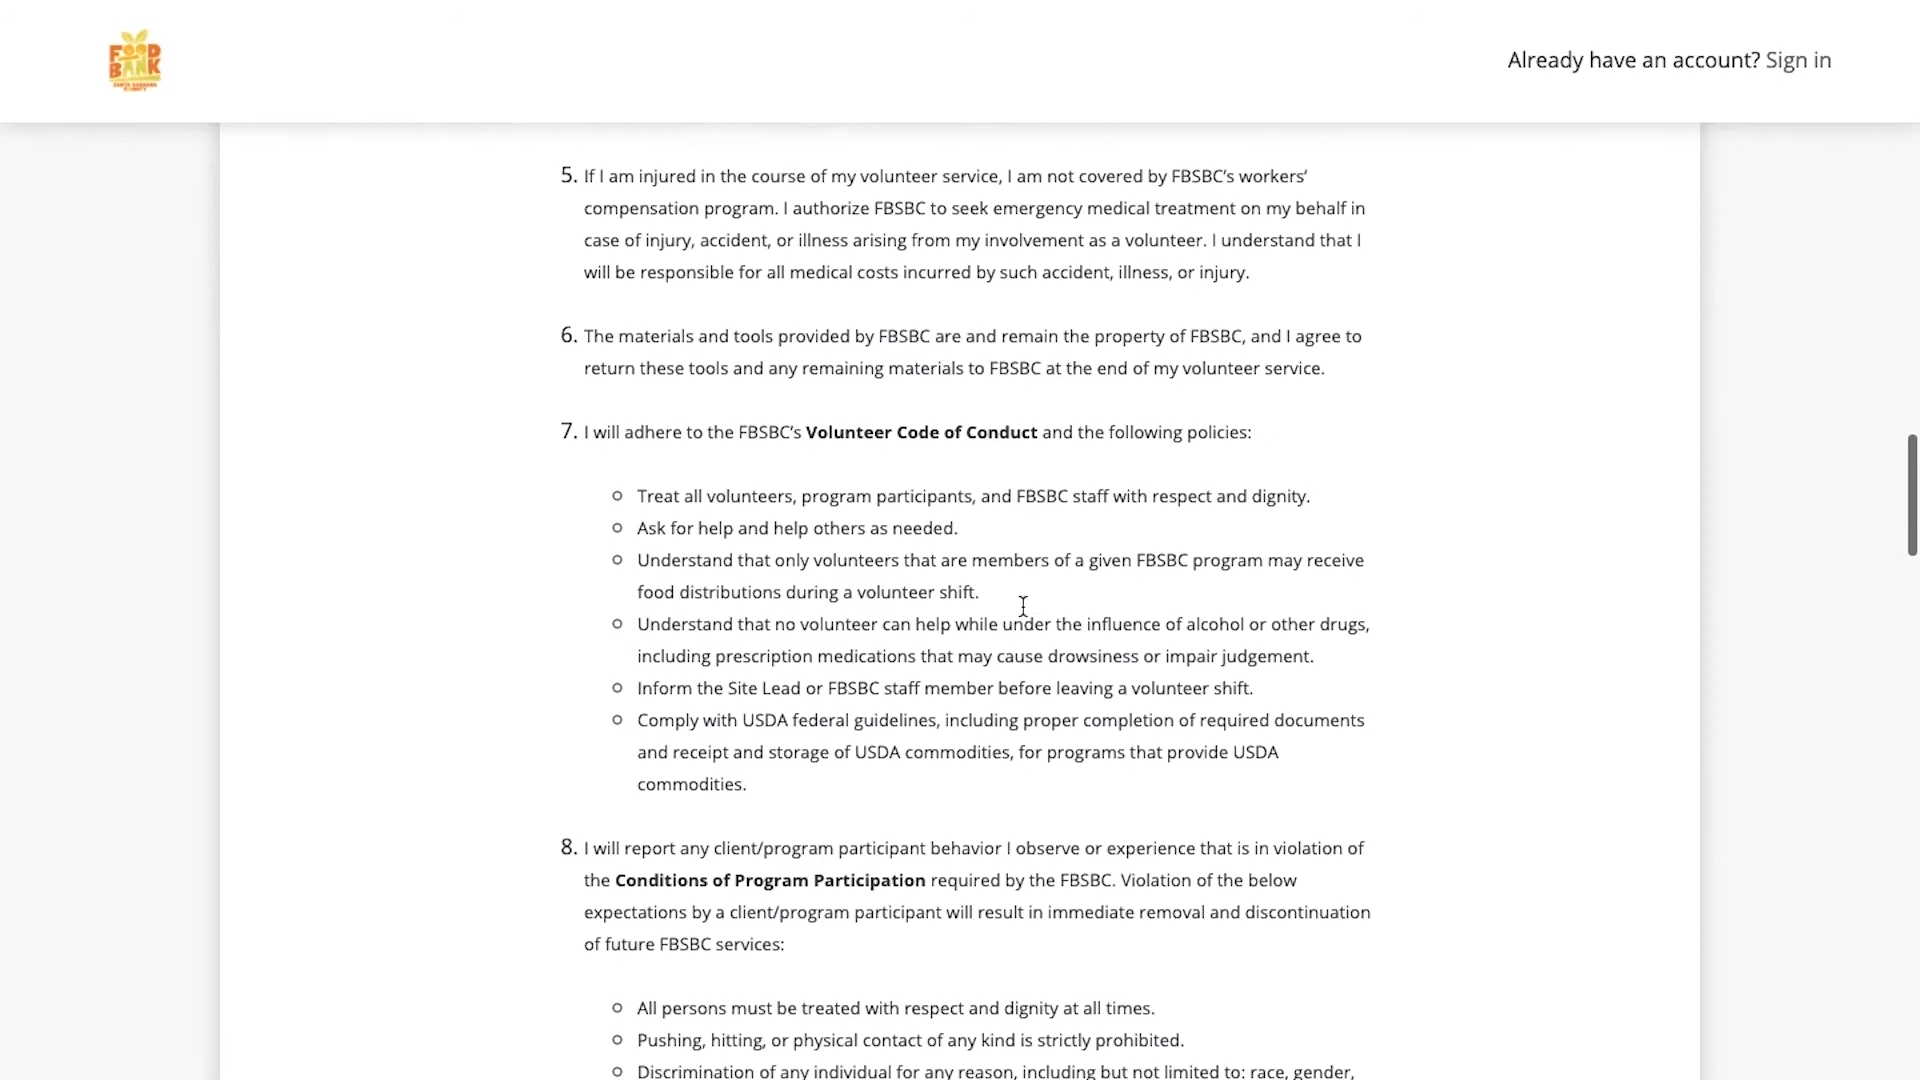 FOOD
BANK
SANTA BARBARA
COUNTY
Already have an account? Sign in
5. If I am injured in the course of my volunteer service, I am not covered by FBSBC’s workers’
compensation program. I authorize FBSBC to seek emergency medical treatment on my behalf in
case of injury, accident, or illness arising from my involvement as a volunteer. I understand that I
will be responsible for all medical costs incurred by such accident, illness, or injury.
6. The materials and tools provided by FBSBC are and remain the property of FBSBC, and I agree to
return these tools and any remaining materials to FBSBC at the end of my volunteer service.
7. I will adhere to the FBSBC’s Volunteer Code of Conduct and the following policies:
Treat all volunteers, program participants, and FBSBC staff with respect and dignity.
Ask for help and help others as needed.
Understand that only volunteers that are members of a given FBSBC program may receive
food distributions during a volunteer shift.
Understand that no volunteer can help while under the influence of alcohol or other drugs,
including prescription medications that may cause drowsiness or impair judgement.
Inform the Site Lead or FBSBC staff member before leaving a volunteer shift.
Comply with USDA federal guidelines, including proper completion of required documents
and receipt and storage of USDA commodities, for programs that provide USDA
commodities.
8. I will report any client/program participant behavior I observe or experience that is in violation of
the Conditions of Program Participation required by the FBSBC. Violation of the below
expectations by a client/program participant will result in immediate removal and discontinuation
of future FBSBC services:
All persons must be treated with respect and dignity at all times.
Pushing, hitting, or physical contact of any kind is strictly prohibited.
Discrimination of any individual for any reason, including but not limited to: race, gender,